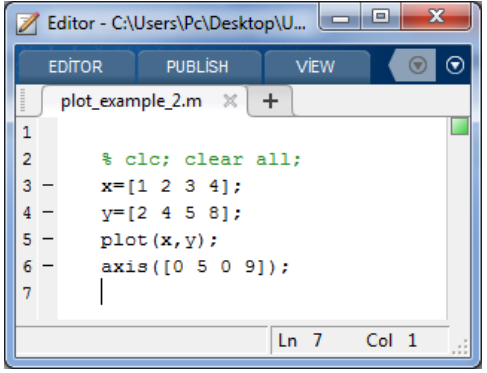 Editor - C:\Users\Pc\Desktop\U...
EDİTOR PUBLİSH VİEW
plot_example_2.m
1
2 % clc; clear all;
3 – x=[1 2 3 4];
4 – y=[2 4 5 8];
5 – plot(x,y);
6 – axis([0 5 0 9]);
7
Ln 7 Col 1